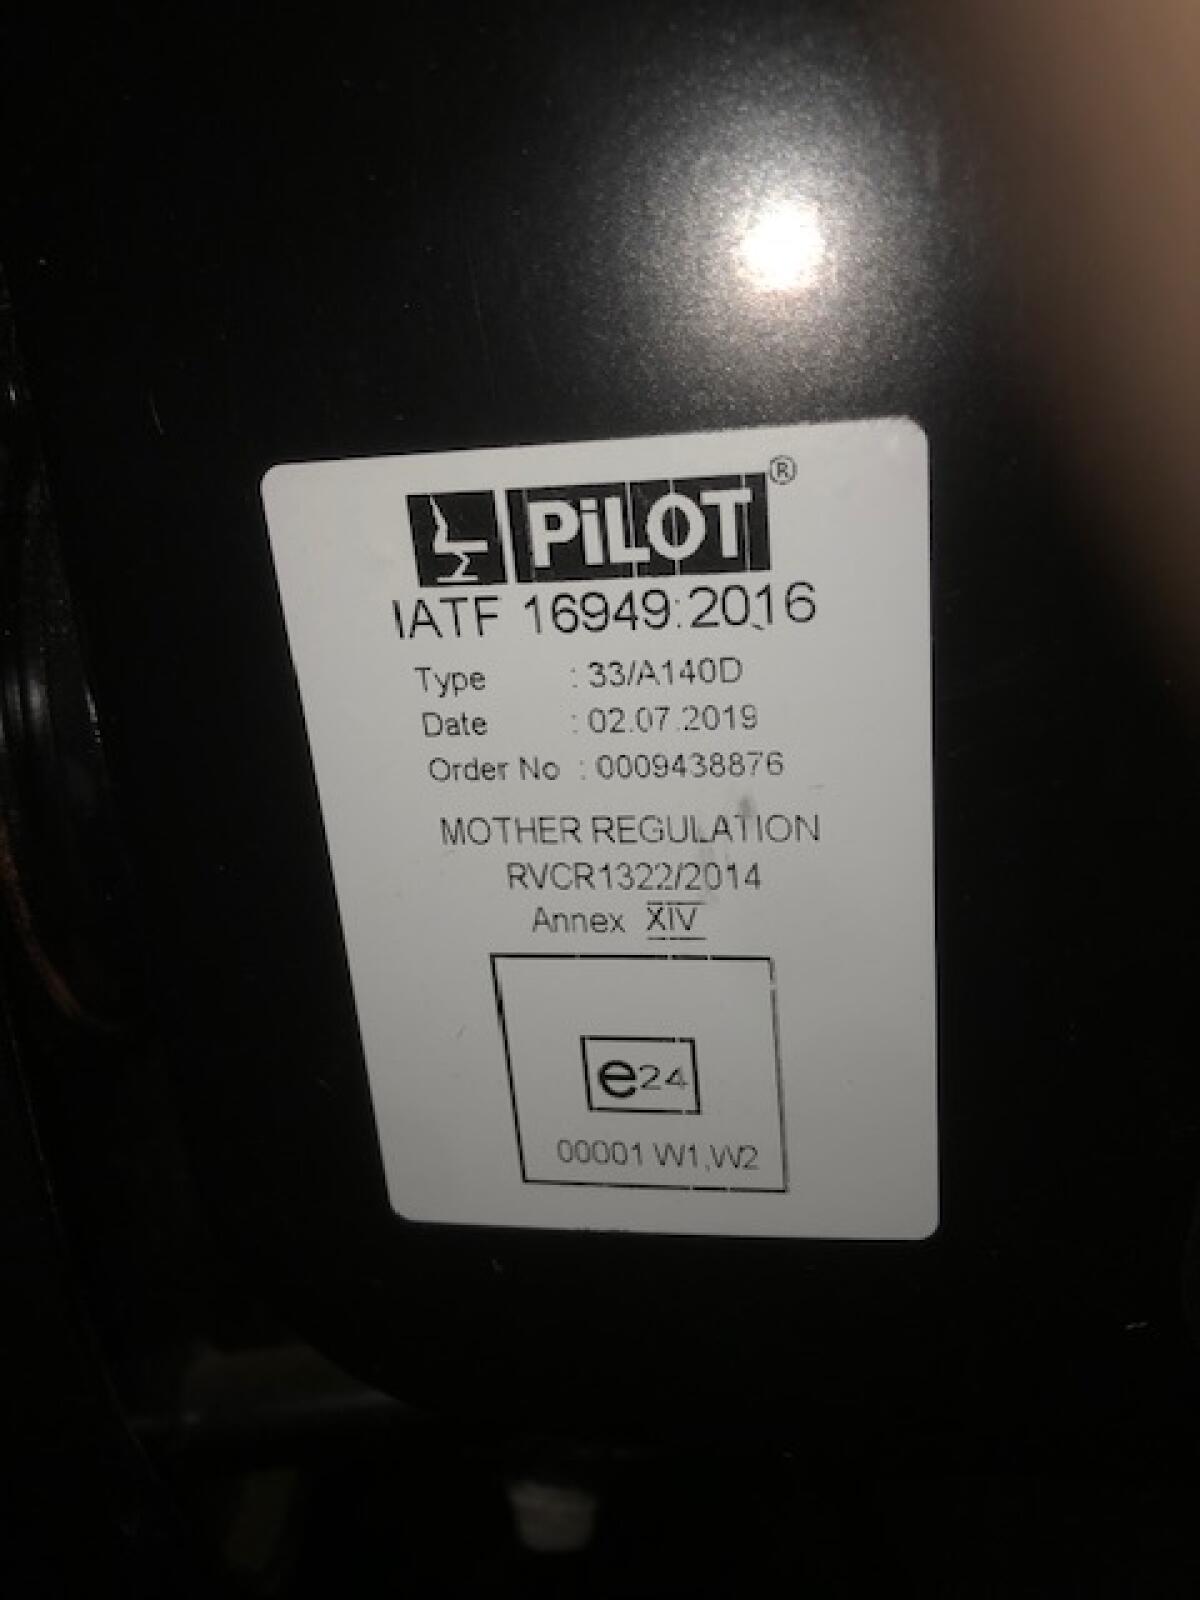 PiLOT®
IATF 16949:2016
Type : 33/A140D
Date : 02.07.2019
Order No : 0009438876
MOTHER REGULATION
RVCR1322/2014
Annex XIV
e24
00001 W1,W2